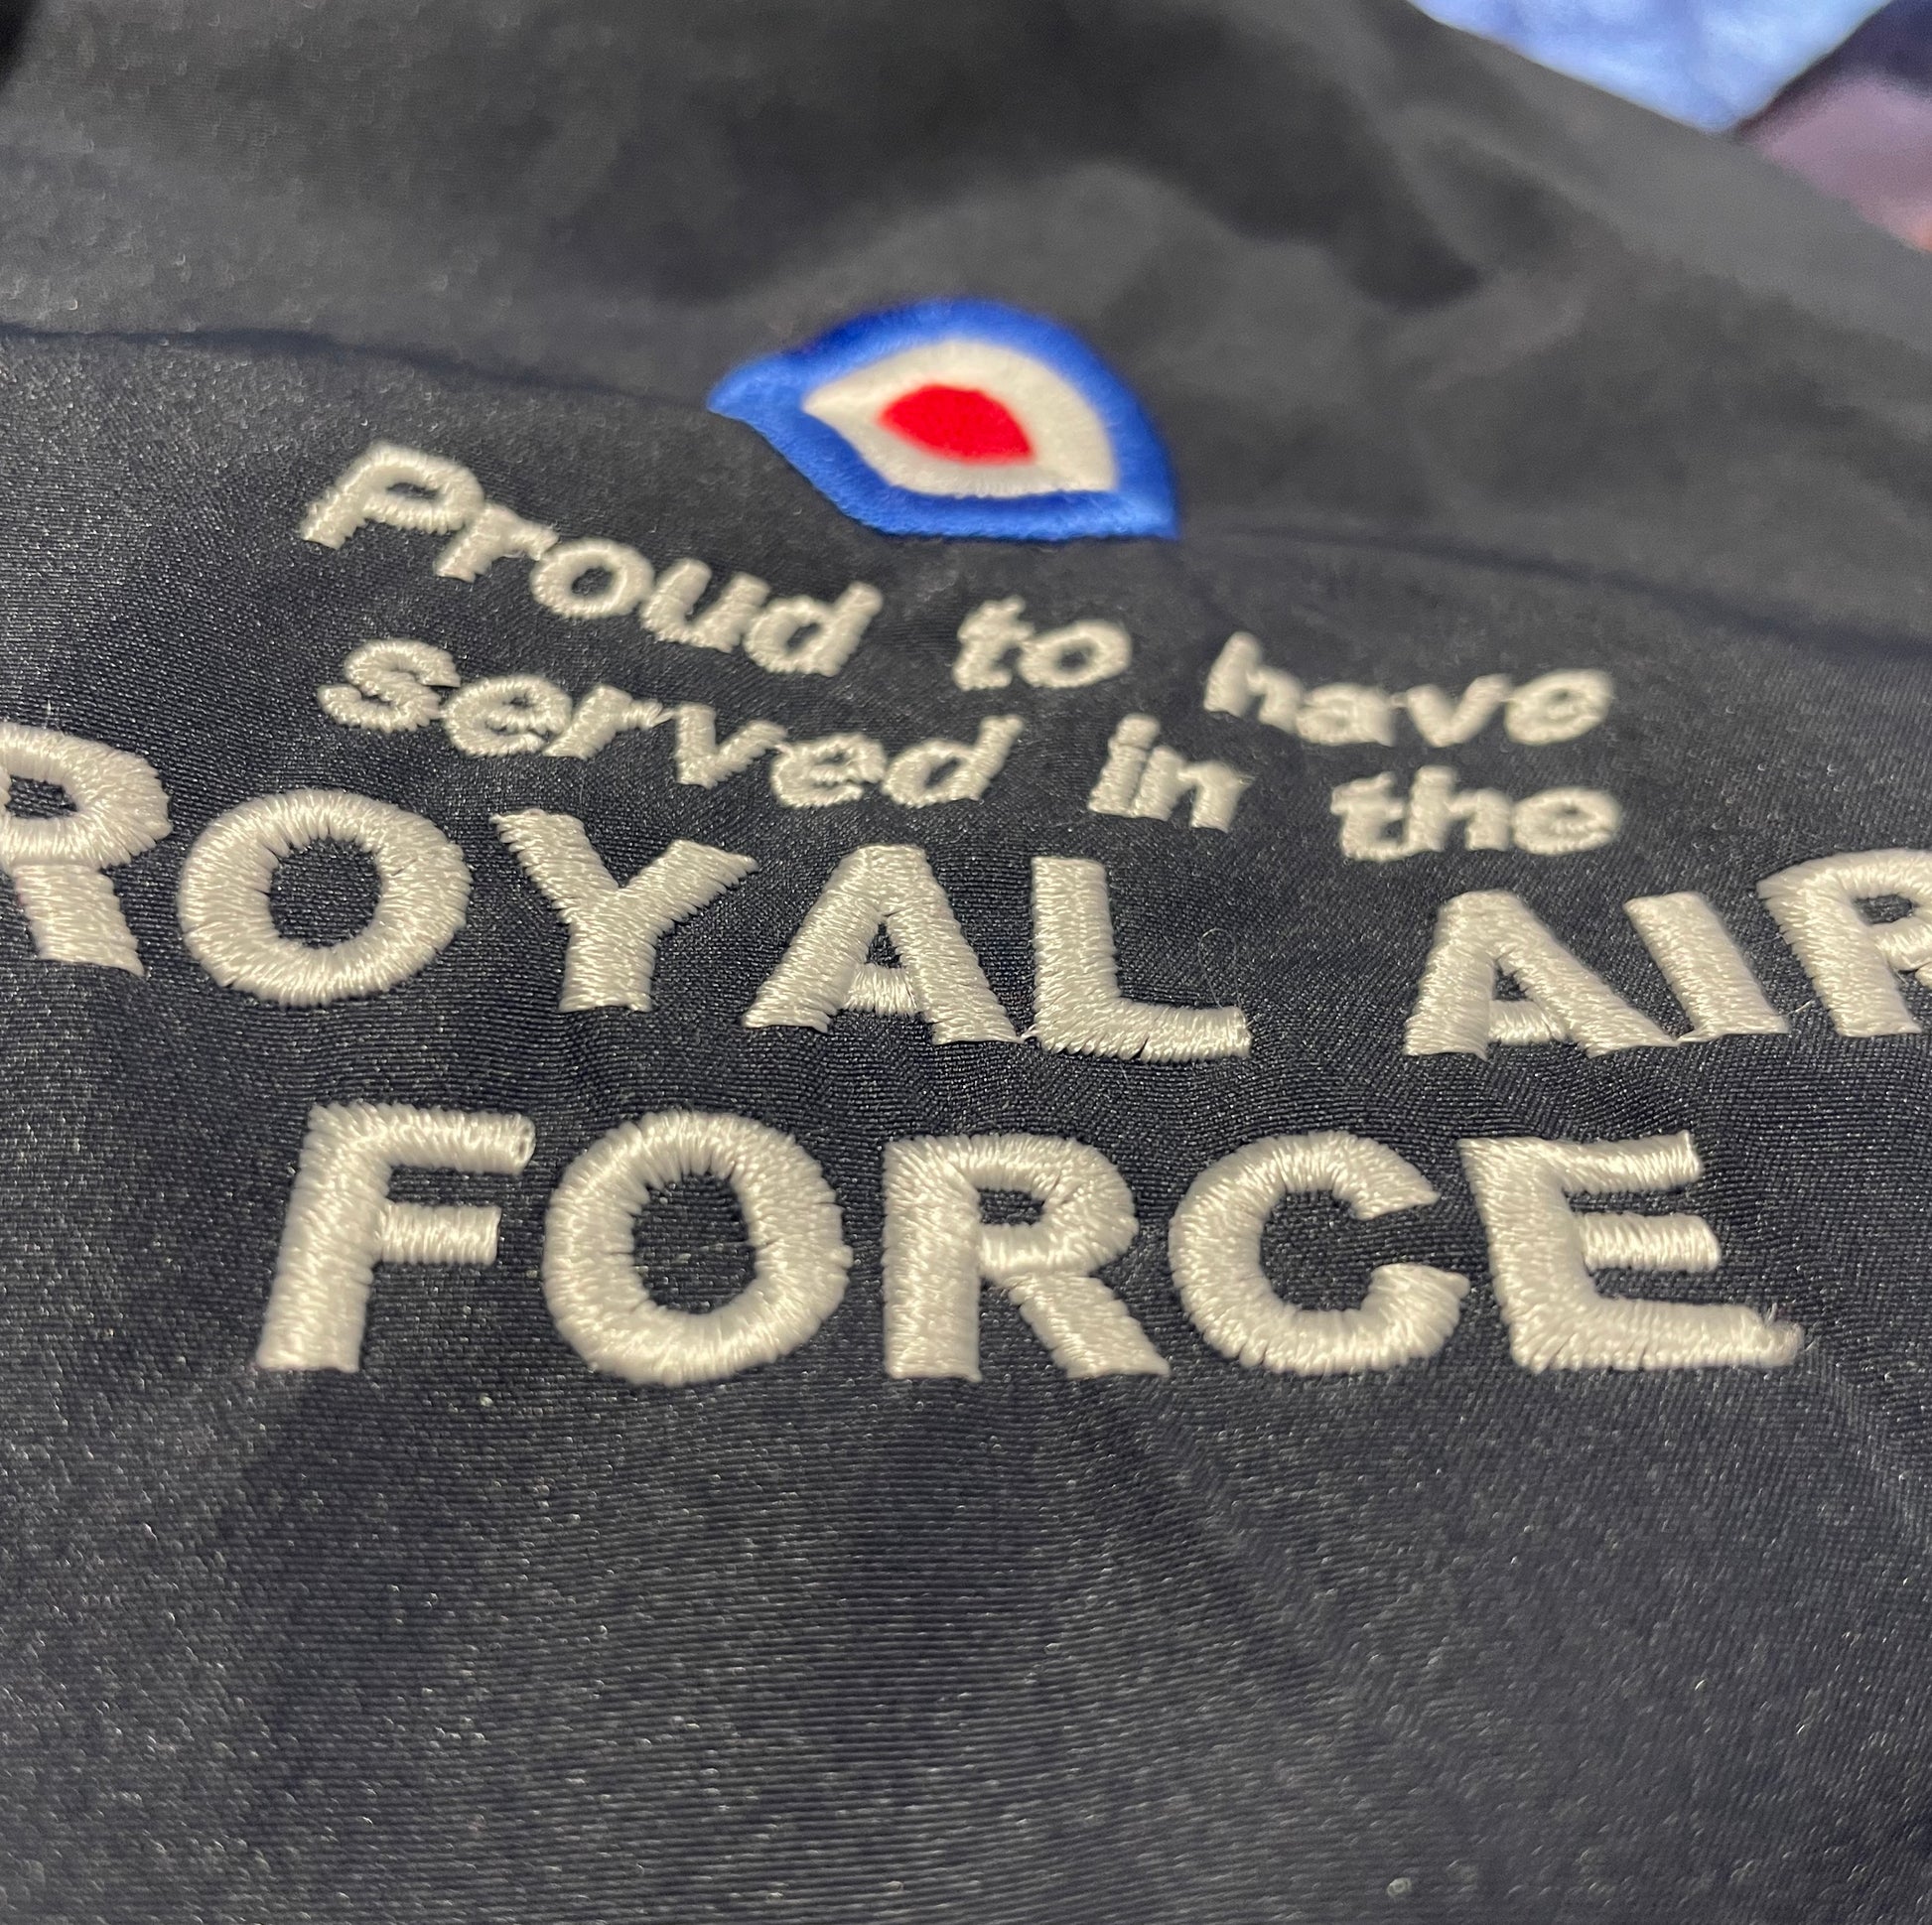 Proud to have
served in the
ROYAL AIR
FORCE